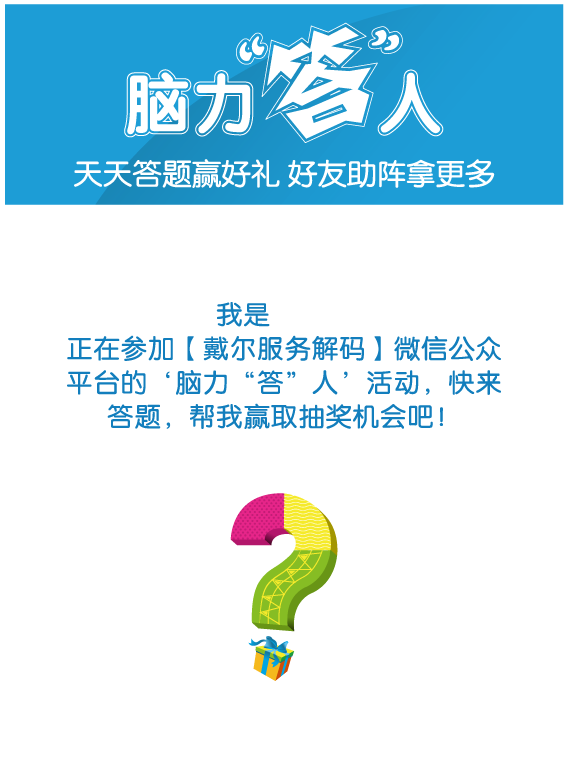 脑力“答”人
天天答题赢好礼 好友助阵拿更多
我是
正在参加【戴尔服务解码】微信公众
平台的‘脑力“答”人’活动，快来
答题，帮我赢取抽奖机会吧！